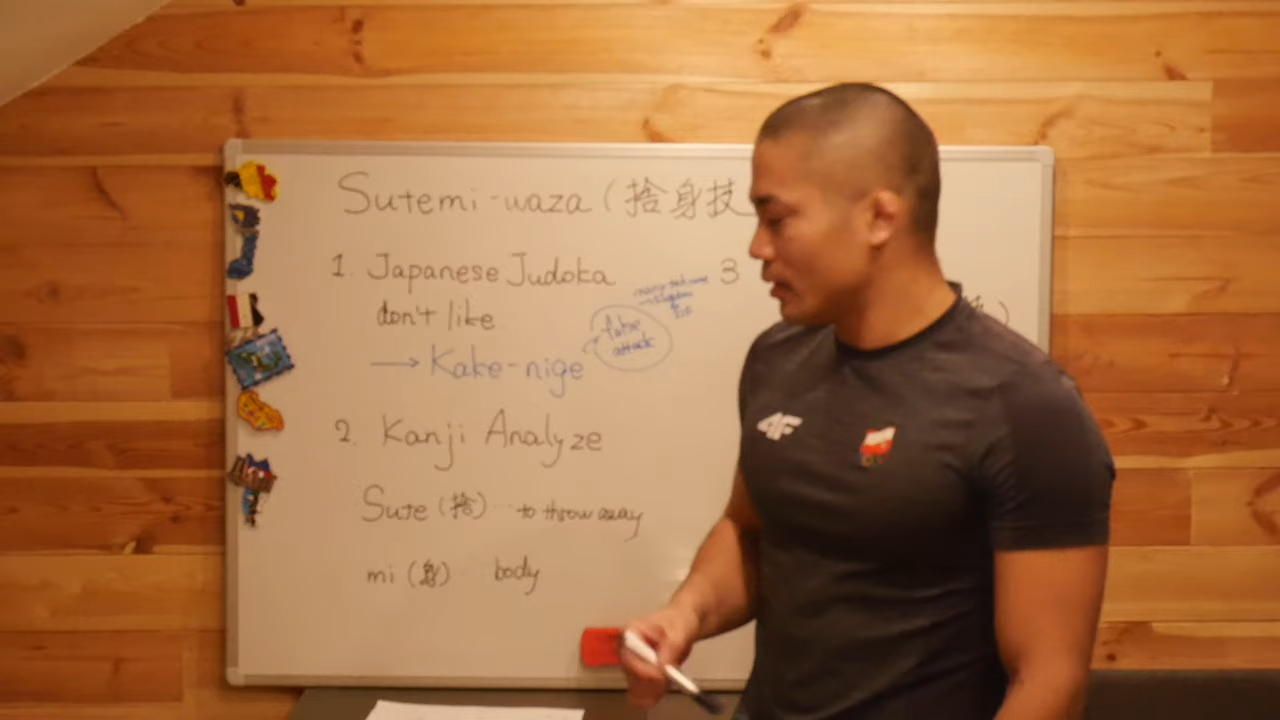 Sutemi-waza (捨身技
1. Japanese Judoka
don't like
→ Kake-nige
false
attack
2. Kanji Analyze
Sute (捨) to throw away
mi (身) body
3
)
4F